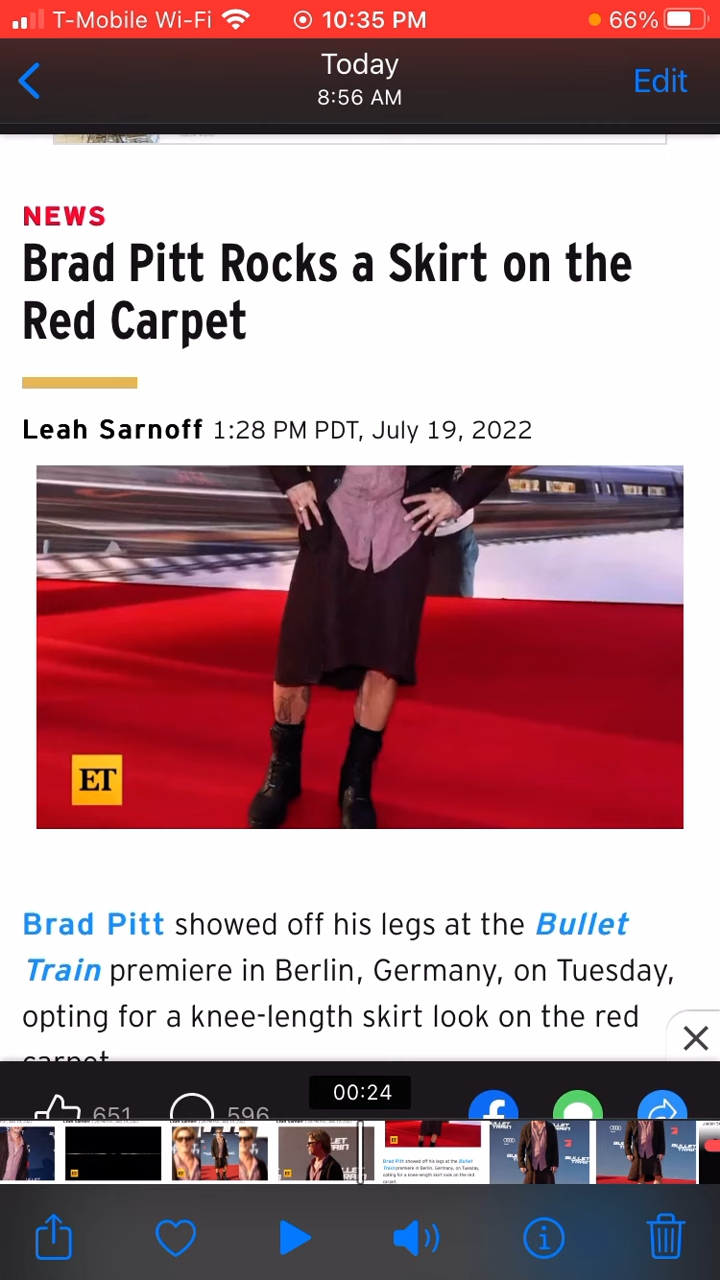 T-Mobile Wi-Fi 10:35 PM 66%
Today
8:56 AM
Edit
NEWS
Brad Pitt Rocks a Skirt on the
Red Carpet
Leah Sarnoff 1:28 PM PDT, July 19, 2022
ET
Brad Pitt showed off his legs at the Bullet
Train premiere in Berlin, Germany, on Tuesday,
opting for a knee-length skirt look on the red
carpet
651 596
00:24